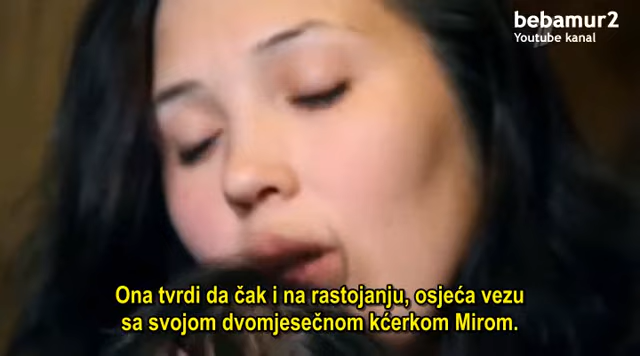 bebamur2
Youtube kanal
Ona tvrdi da čak i na rastojanju, osjeća vezu
sa svojom dvomjesečnom kćerkom Mirom.